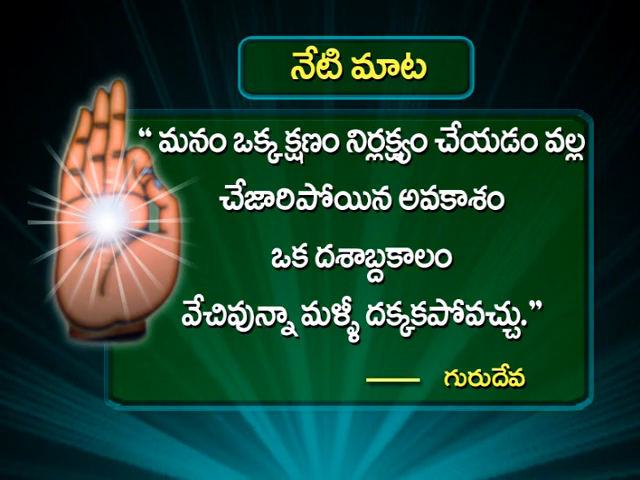 నేటి మాట
“ మనం ఒక్కక్షణం నిర్లక్ష్యం చేయడం వల్ల
చేజారిపోయిన అవకాశం
ఒక దశాబ్దకాలం
వేచివున్నా మళ్ళీ దక్కకపోవచ్చు.”
—— గురుదేవ